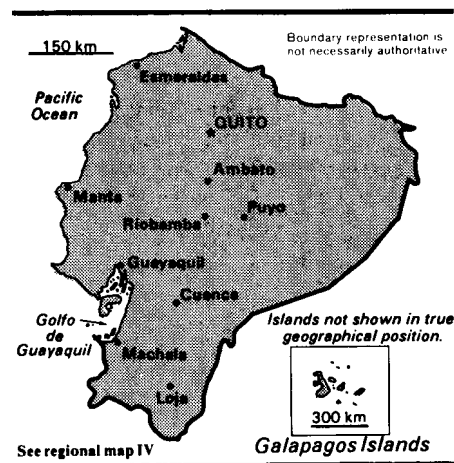 150 km
Boundary representation is
not necessarily authoritative
Esmeraldas
Pacific
Ocean
QUITO
Ambato
Manta
Puyo
Riobamba
Guayaquil
Cuenca
Golfo
de
Guayaquil
Islands not shown in true
geographical position.
Machala
Loja
300 km
See regional map IV
Galapagos Islands